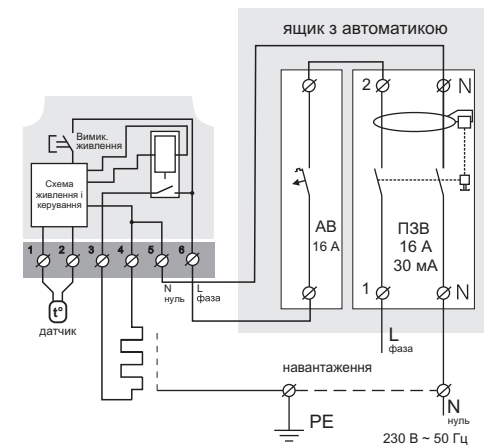 ящик з автоматикою
2
N
Вимик.
живлення
Схема
живлення і
керування
АВ
16 А
ПЗВ
16 А
30 мА
1
2
3
4
5
6
N
нуль
L
фаза
t°
датчик
1
N
L
фаза
навантаження
PE
N
нуль
230 В ~ 50 Гц